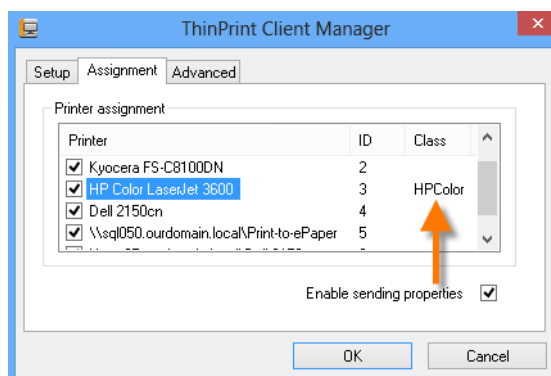 ThinPrint Client Manager
Setup Assignment Advanced
Printer assignment
Printer ID Class
Kyocera FS-C8100DN 2
HP Color LaserJet 3600 3 HPColor
Dell 2150cn 4
\\sql050.ourdomain.local\Print-to-ePaper 5
Enable sending properties
OK Cancel